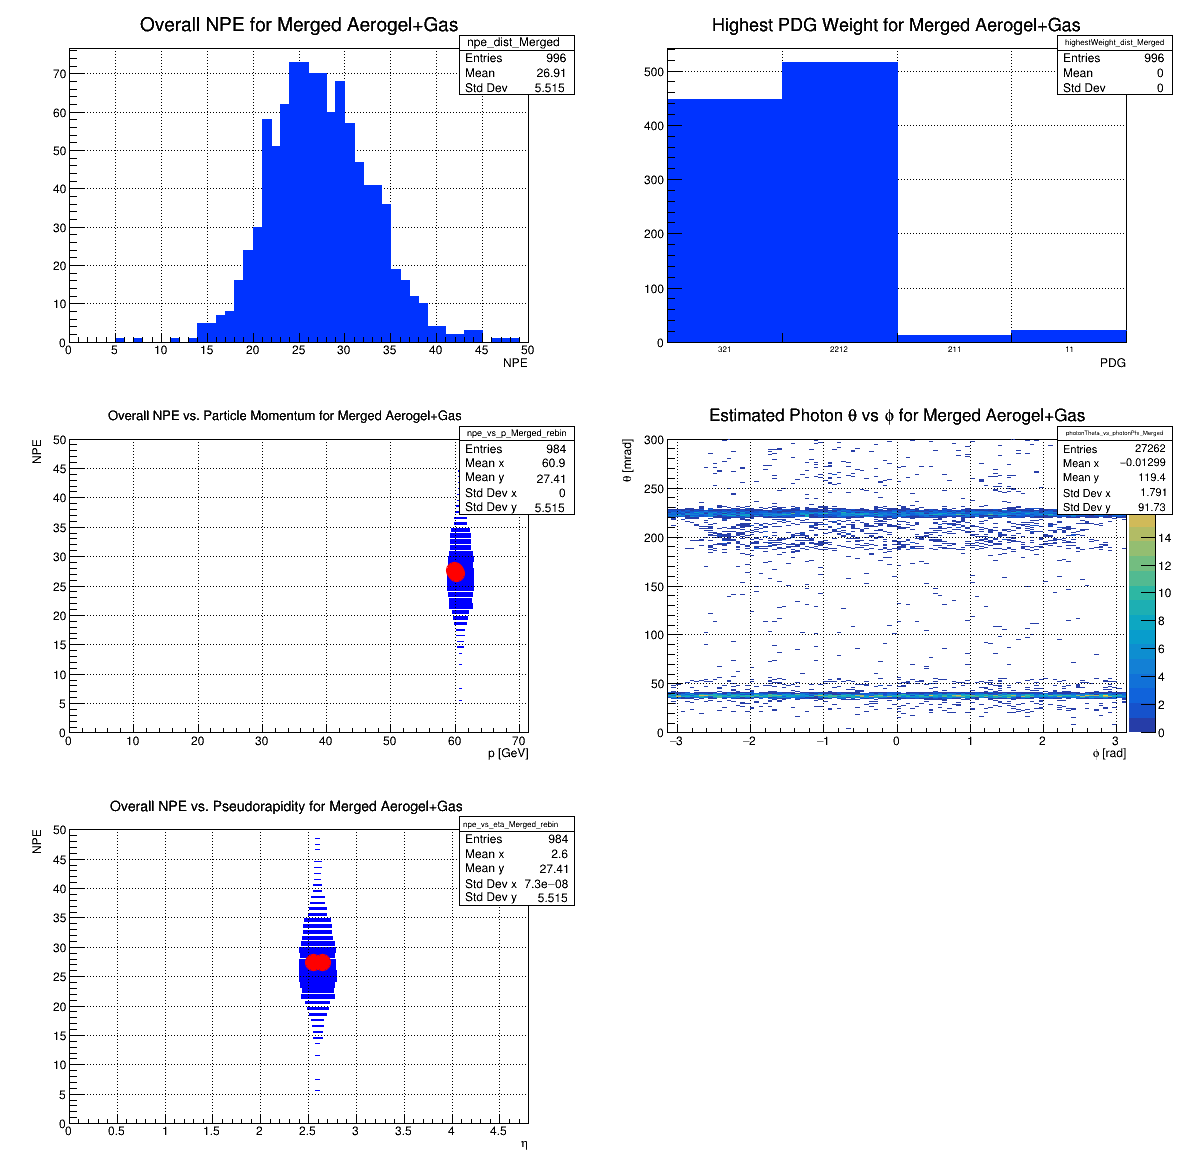 Overall NPE for Merged Aerogel+Gas
npe_dist_Merged
Entries 996
Mean 26.91
Std Dev 5.515
70
60
50
40
30
20
10
0
0 5 10 15 20 25 30 35 40 45 50
NPE
Highest PDG Weight for Merged Aerogel+Gas
highestWeight_dist_Merged
Entries 996
Mean 0
Std Dev 0
500
400
300
200
100
0
321 2212 211 11
PDG
Overall NPE vs. Particle Momentum for Merged Aerogel+Gas
npe_vs_p_Merged_rebin
Entries 984
Mean x 60.9
Mean y 27.41
Std Dev x 0
Std Dev y 5.515
NPE
50
45
40
35
30
25
20
15
10
5
0
0 10 20 30 40 50 60 70
p [GeV]
Estimated Photon θ vs ϕ for Merged Aerogel+Gas
photonTheta_vs_photonPhi_Merged
Entries 27262
Mean x −0.01299
Mean y 119.4
Std Dev x 1.791
Std Dev y 91.73
θ [mrad]
300
250
200
150
100
50
0
−3 −2 −1 0 1 2 3
ϕ [rad]
14
12
10
8
6
4
2
0
Overall NPE vs. Pseudorapidity for Merged Aerogel+Gas
npe_vs_eta_Merged_rebin
Entries 984
Mean x 2.6
Mean y 27.41
Std Dev x 7.3e−08
Std Dev y 5.515
NPE
50
45
40
35
30
25
20
15
10
5
0
0 0.5 1 1.5 2 2.5 3 3.5 4 4.5
η